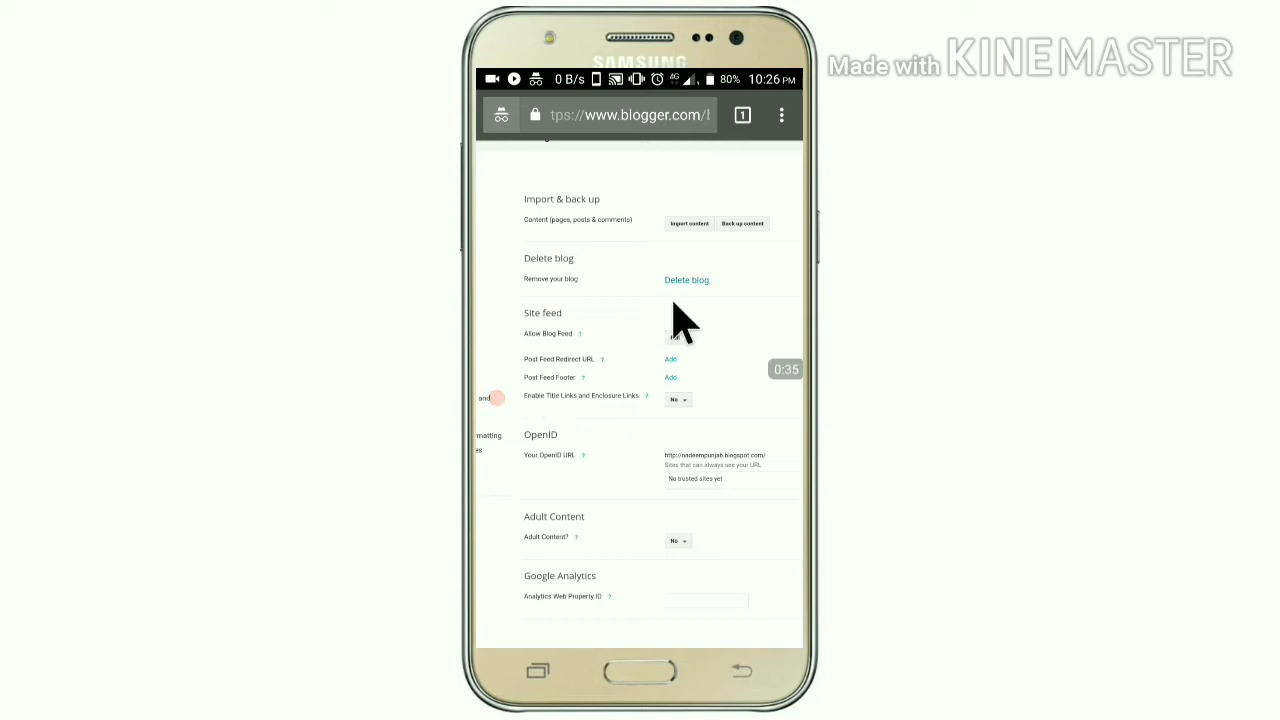 Made with KINEMASTER
SAMSUNG
0 B/s 4G 80% 10:26 PM
tps://www.blogger.com/b
1
Import & back up
Content (pages, posts & comments) Import content Back up content
Delete blog
Remove your blog Delete blog
Site feed
Allow Blog Feed ?
Post Feed Redirect URL ? Add
Post Feed Footer ? Add
0:35
Enable Title Links and Enclosure Links ? No
and
OpenID
matting
Your OpenID URL ? http://nadeempunjab.blogspot.com/
es
Sites that can always see your URL
No trusted sites yet
Adult Content
Adult Content? ? No
Google Analytics
Analytics Web Property ID ?